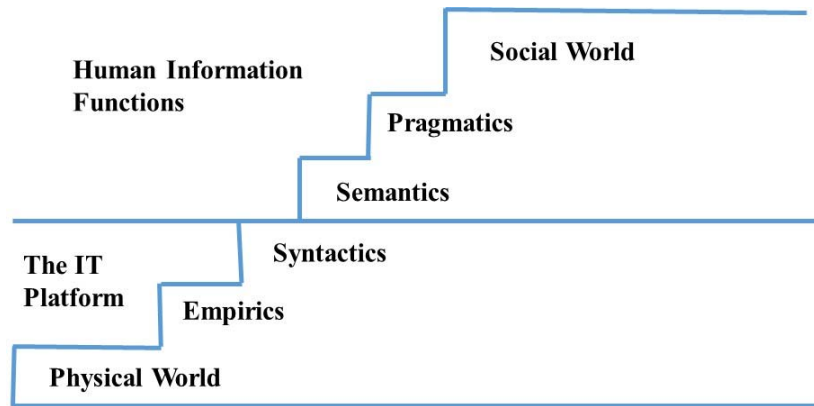 Social World
Human Information
Functions
Pragmatics
Semantics
Syntactics
The IT
Platform
Empirics
Physical World